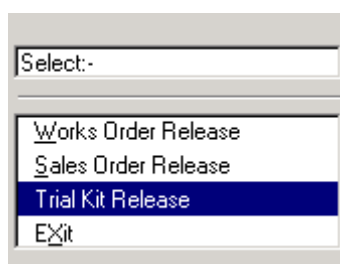 Select:-
Works Order Release
Sales Order Release
Trial Kit Release
EXit